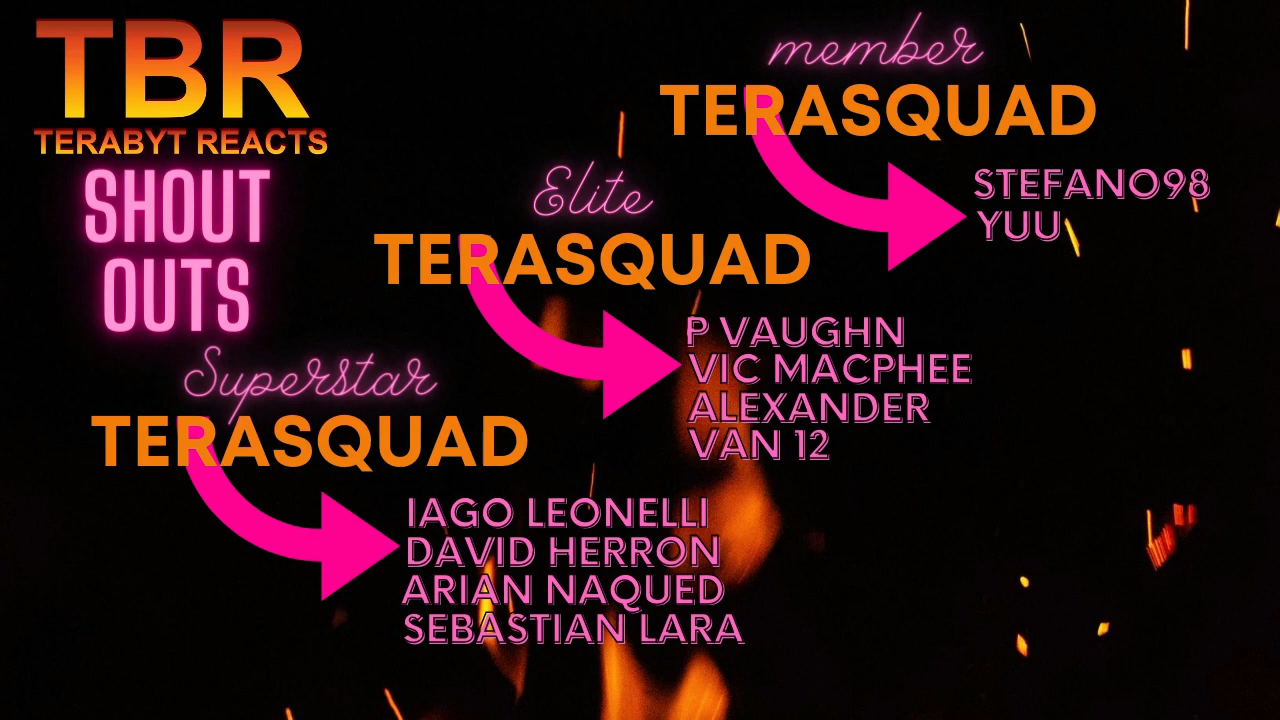 TBR
TERABYT REACTS
SHOUT
OUTS
member
TERASQUAD
STEFANO98
YUU
Elite
TERASQUAD
P VAUGHN
VIC MACPHEE
ALEXANDER
VAN 12
Superstar
TERASQUAD
IAGO LEONELLI
DAVID HERRON
ARIAN NAQUED
SEBASTIAN LARA